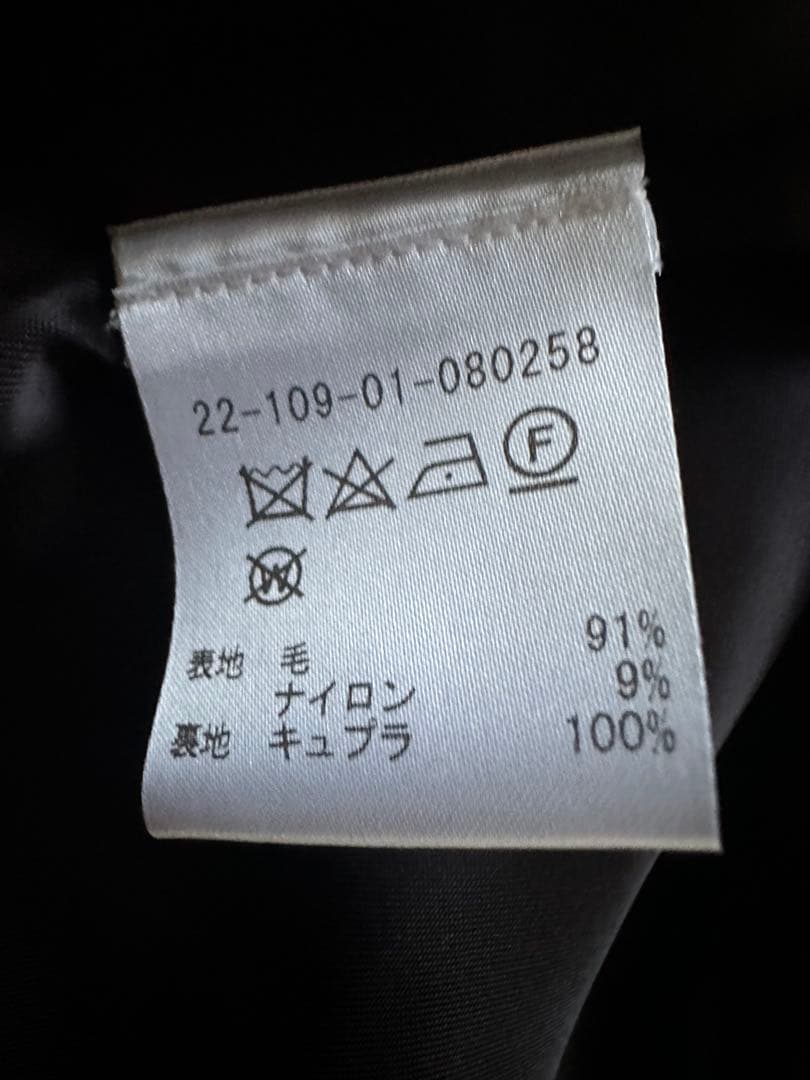 22-109-01-080258
F
W
表地 毛 91%
ナイロン 9%
裏地 キュプラ 100%